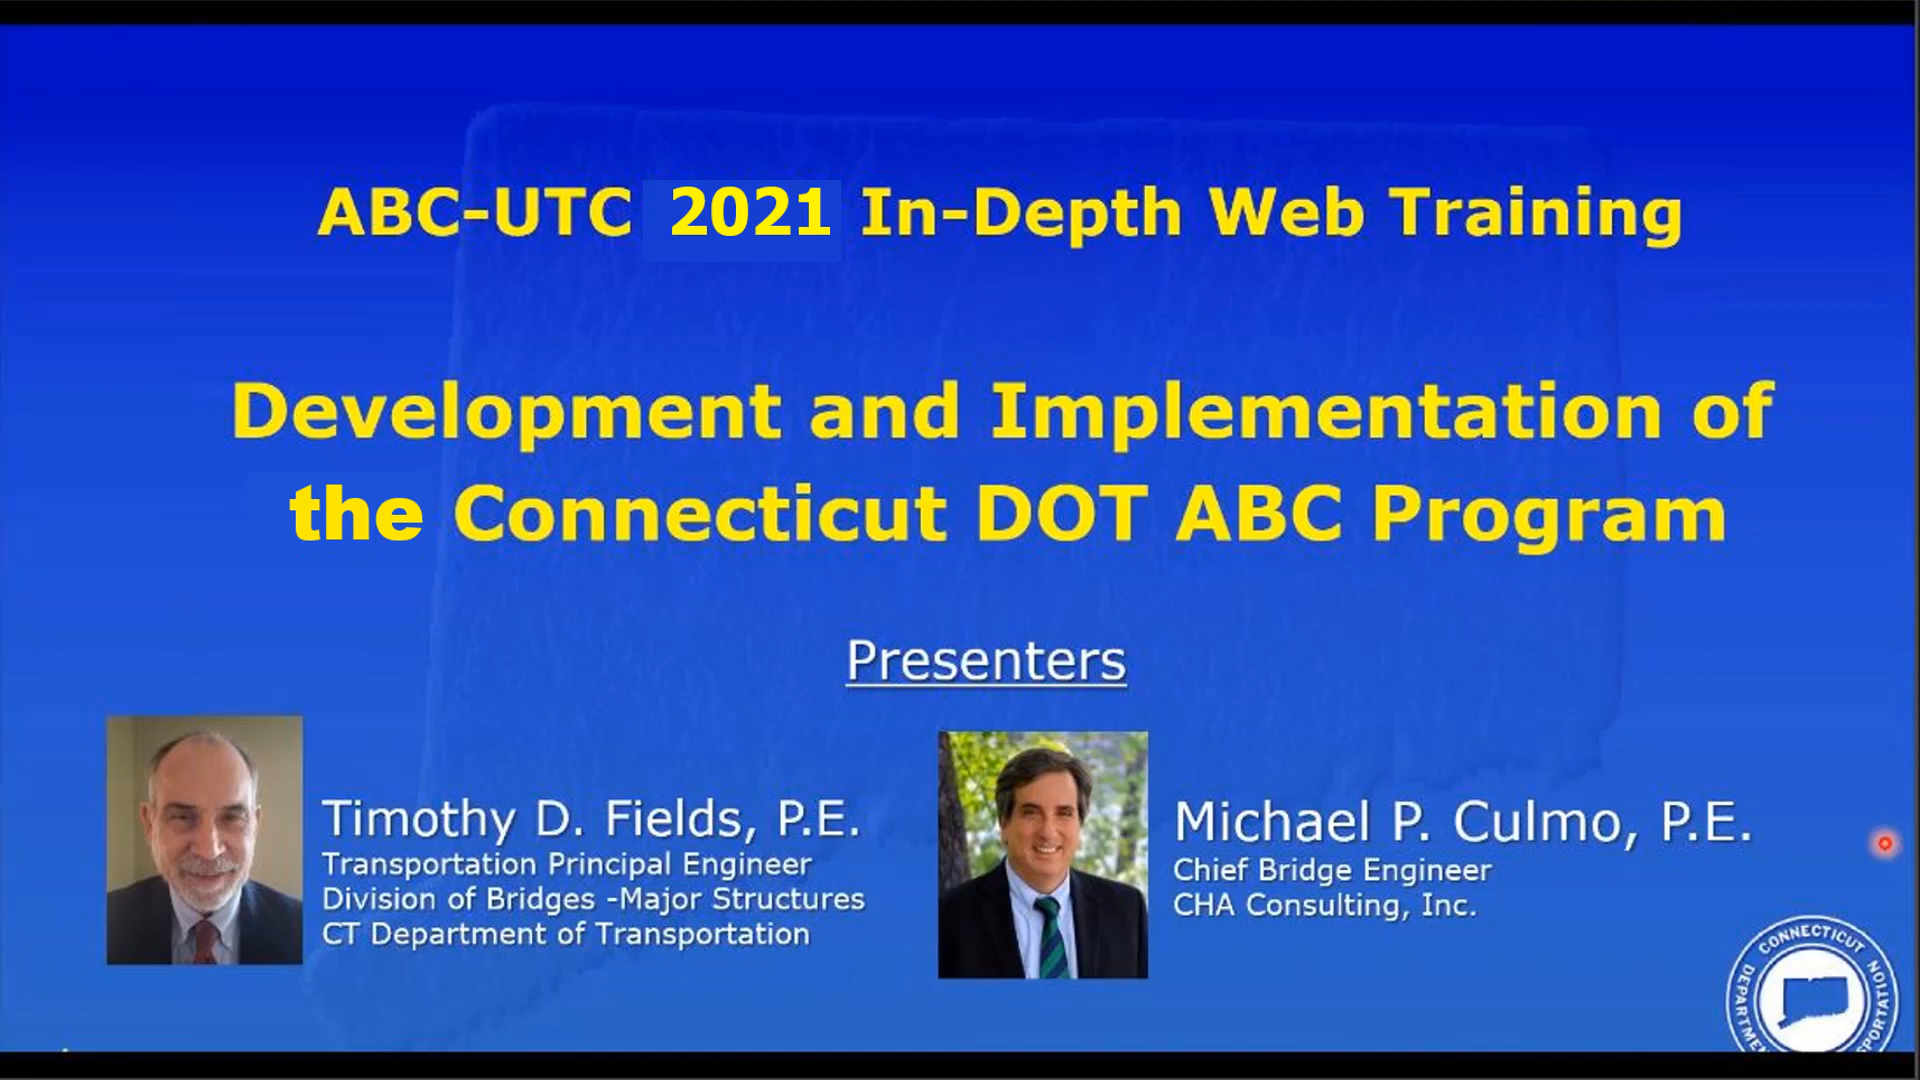 ABC-UTC 2021 In-Depth Web Training
Development and Implementation of
the Connecticut DOT ABC Program
Presenters
Timothy D. Fields, P.E.
Transportation Principal Engineer
Division of Bridges -Major Structures
CT Department of Transportation
Michael P. Culmo, P.E.
Chief Bridge Engineer
CHA Consulting, Inc.
CONNECTICUT